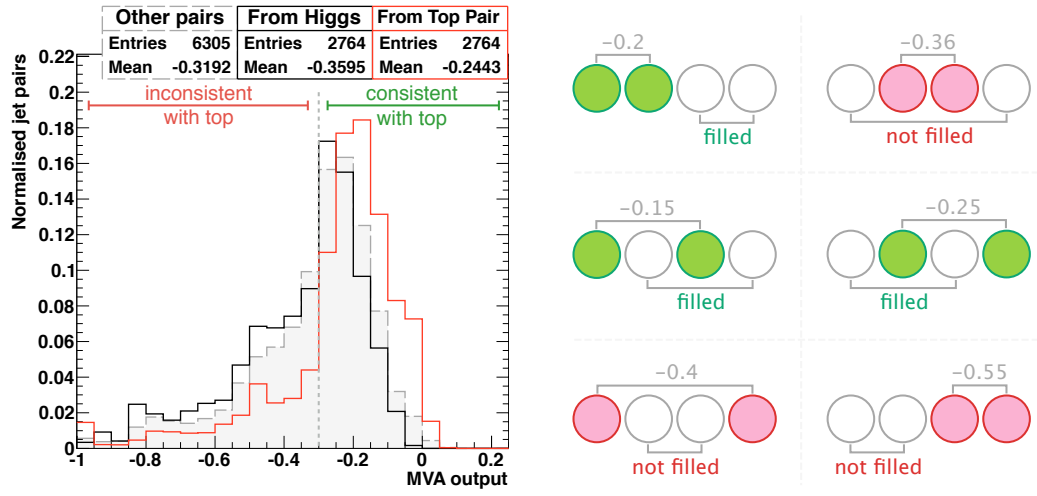 Other pairs
Entries 6305
Mean -0.3192
From Higgs
Entries 2764
Mean -0.3595
From Top Pair
Entries 2764
Mean -0.2443
Normalised jet pairs
0.22
0.2
0.18
0.16
0.14
0.12
0.1
0.08
0.06
0.04
0.02
0
inconsistent
with top
consistent
with top
-1 -0.8 -0.6 -0.4 -0.2 0 0.2
MVA output
–0.2
filled
–0.36
not filled
–0.15
filled
–0.25
filled
–0.4
not filled
–0.55
not filled